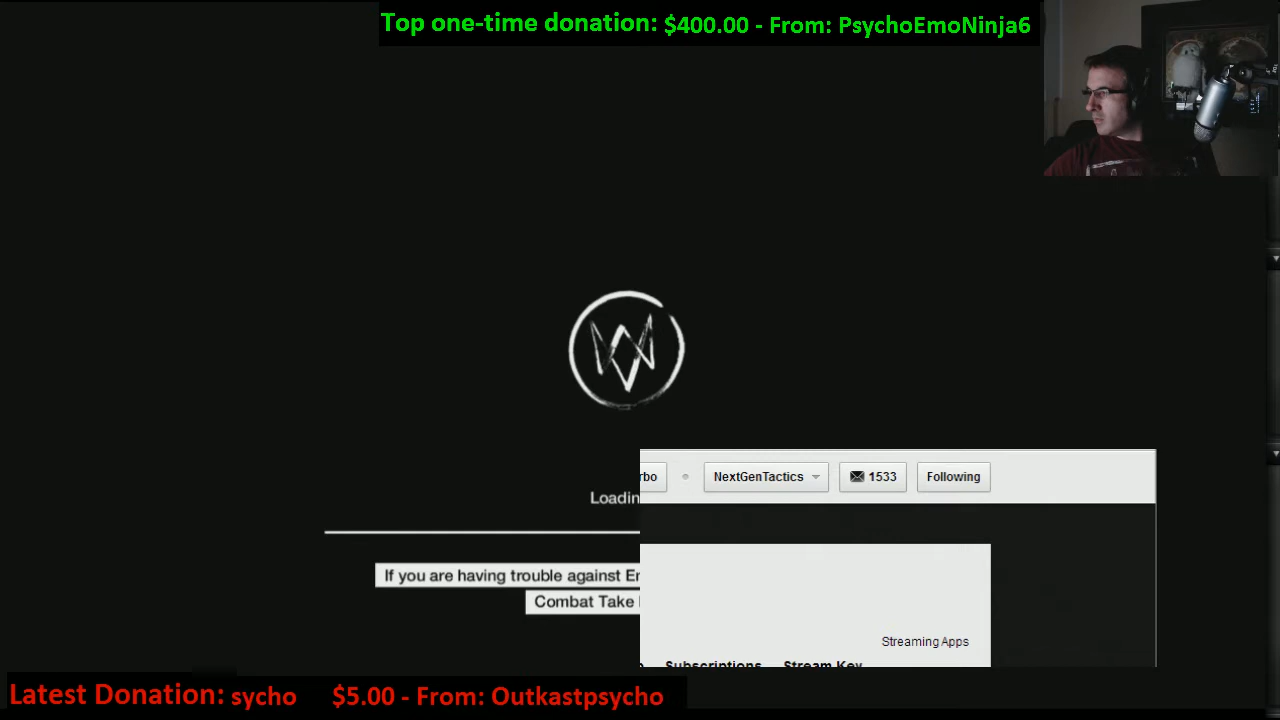 Top one-time donation: $400.00 - From: PsychoEmoNinja6
rbo
NextGenTactics
1533
Following
Loadin
If you are having trouble against
Combat Take
Streaming Apps
Subscriptions
Stream Key
Latest Donation: sycho $5.00 - From: Outkastpsycho